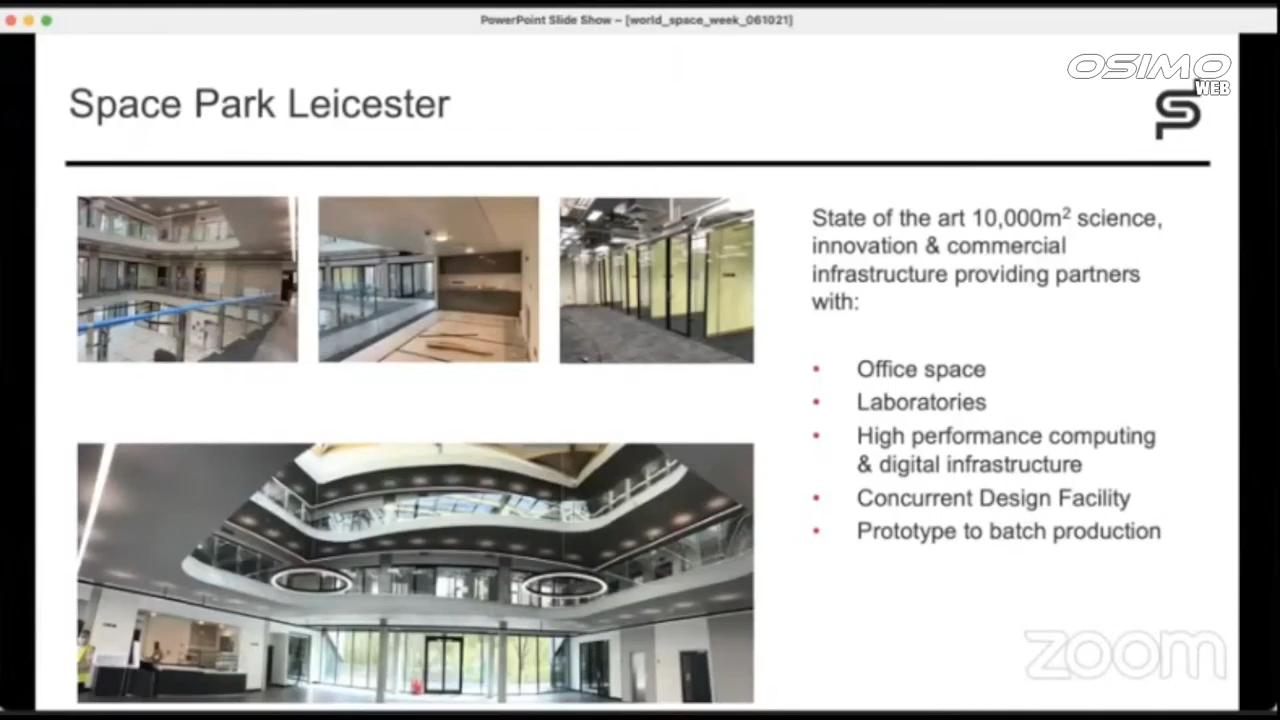 PowerPoint Slide Show – [world_space_week_061021]
OSIMO
WEB
Space Park Leicester
State of the art 10,000m² science,
innovation & commercial
infrastructure providing partners
with:
• Office space
• Laboratories
• High performance computing
& digital infrastructure
• Concurrent Design Facility
• Prototype to batch production
zoom